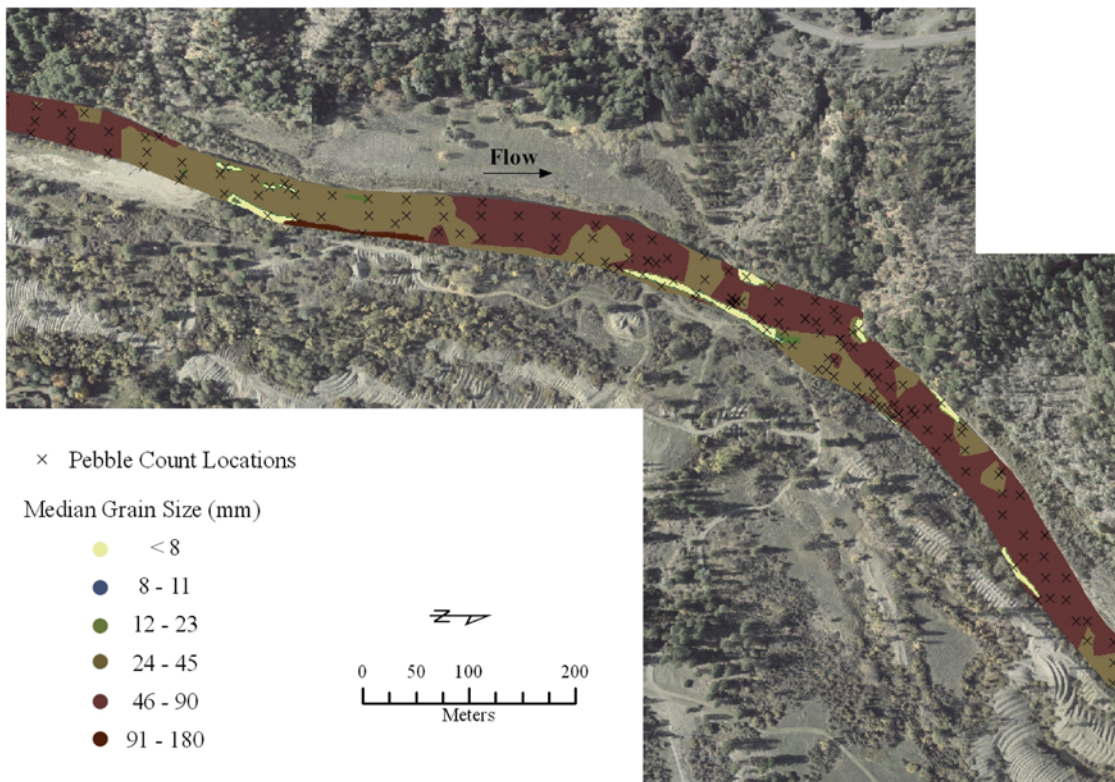 Flow
× Pebble Count Locations
Median Grain Size (mm)
< 8
8 - 11
12 - 23
24 - 45
46 - 90
91 - 180
N
0 50 100 200
Meters